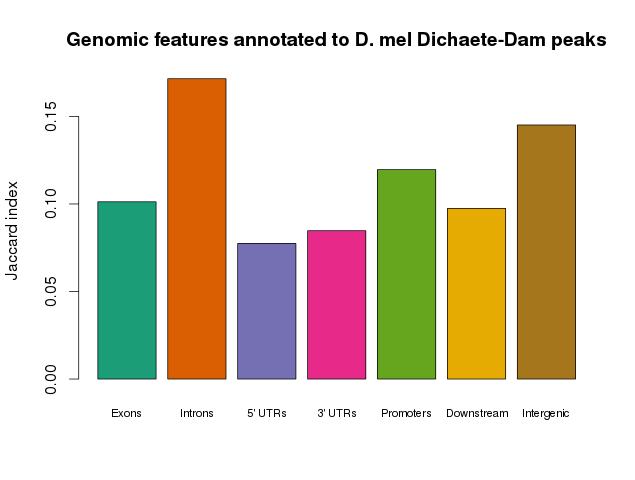 Genomic features annotated to D. mel Dichaete-Dam peaks
Jaccard index
0.15
0.10
0.05
0.00
Exons
Introns
5' UTRs
3' UTRs
Promoters
Downstream
Intergenic